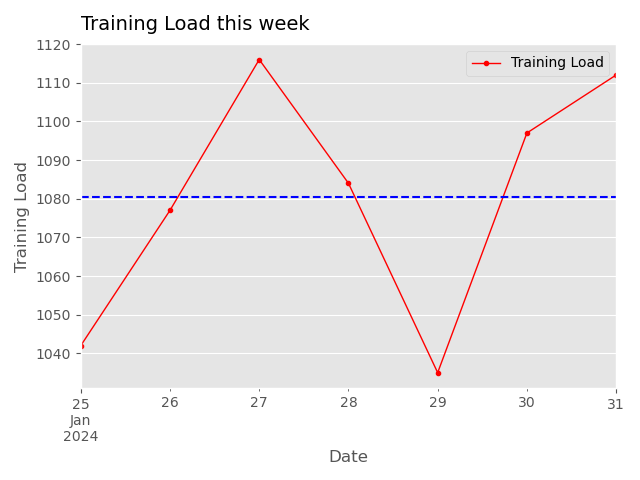 Training Load this week
Training Load
1120
1110
1100
1090
1080
1070
1060
1050
1040
Training Load
25 26 27 28 29 30 31
Jan
2024
Date